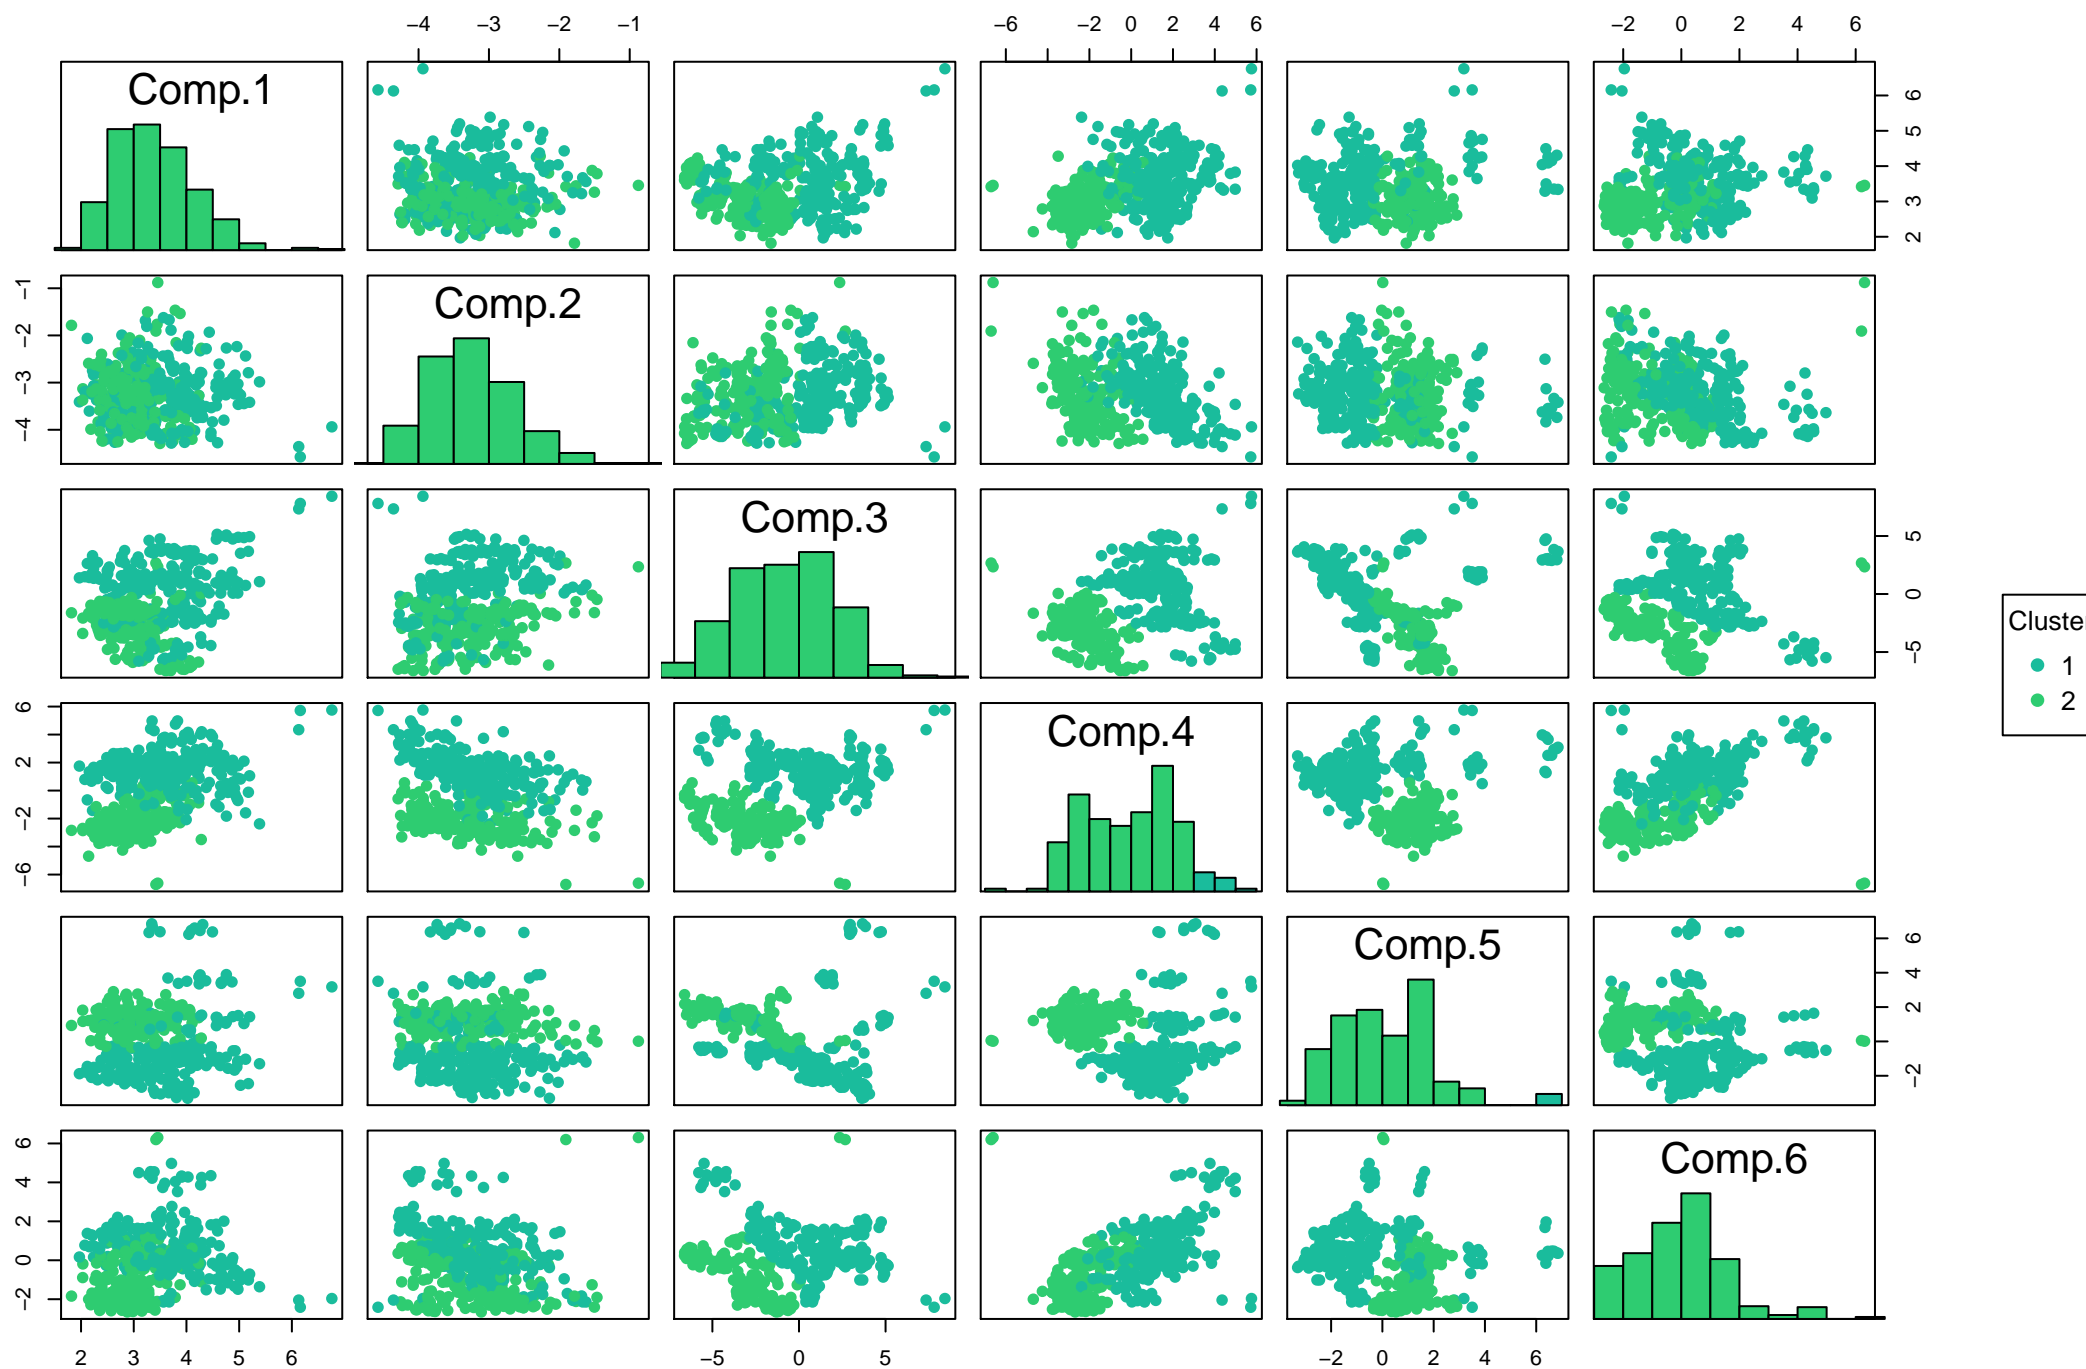 −4 −3 −2 −1
−6 −2 0 2 4 6
−2 0 2 4 6
Comp.1
2 3 4 5 6
−4 −3 −2 −1
Comp.2
Comp.3
−5 0 5
−6 −2 2 6
Comp.4
Cluste
1
2
Comp.5
−2 2 4 6
−2 0 2 4 6
Comp.6
2 3 4 5 6
−5 0 5
−2 0 2 4 6